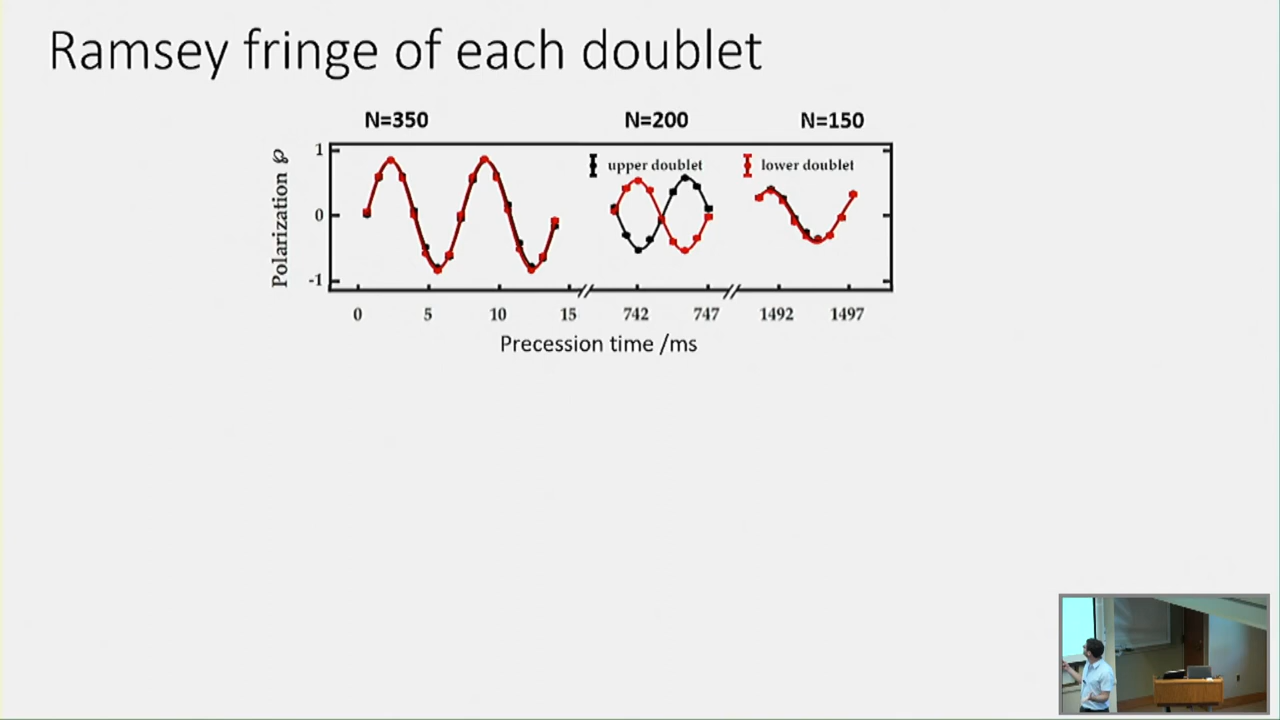 Ramsey fringe of each doublet
N=350 N=200 N=150
upper doublet lower doublet
Polarization ℘
1
0
-1
0 5 10 15 742 747 1492 1497
Precession time /ms